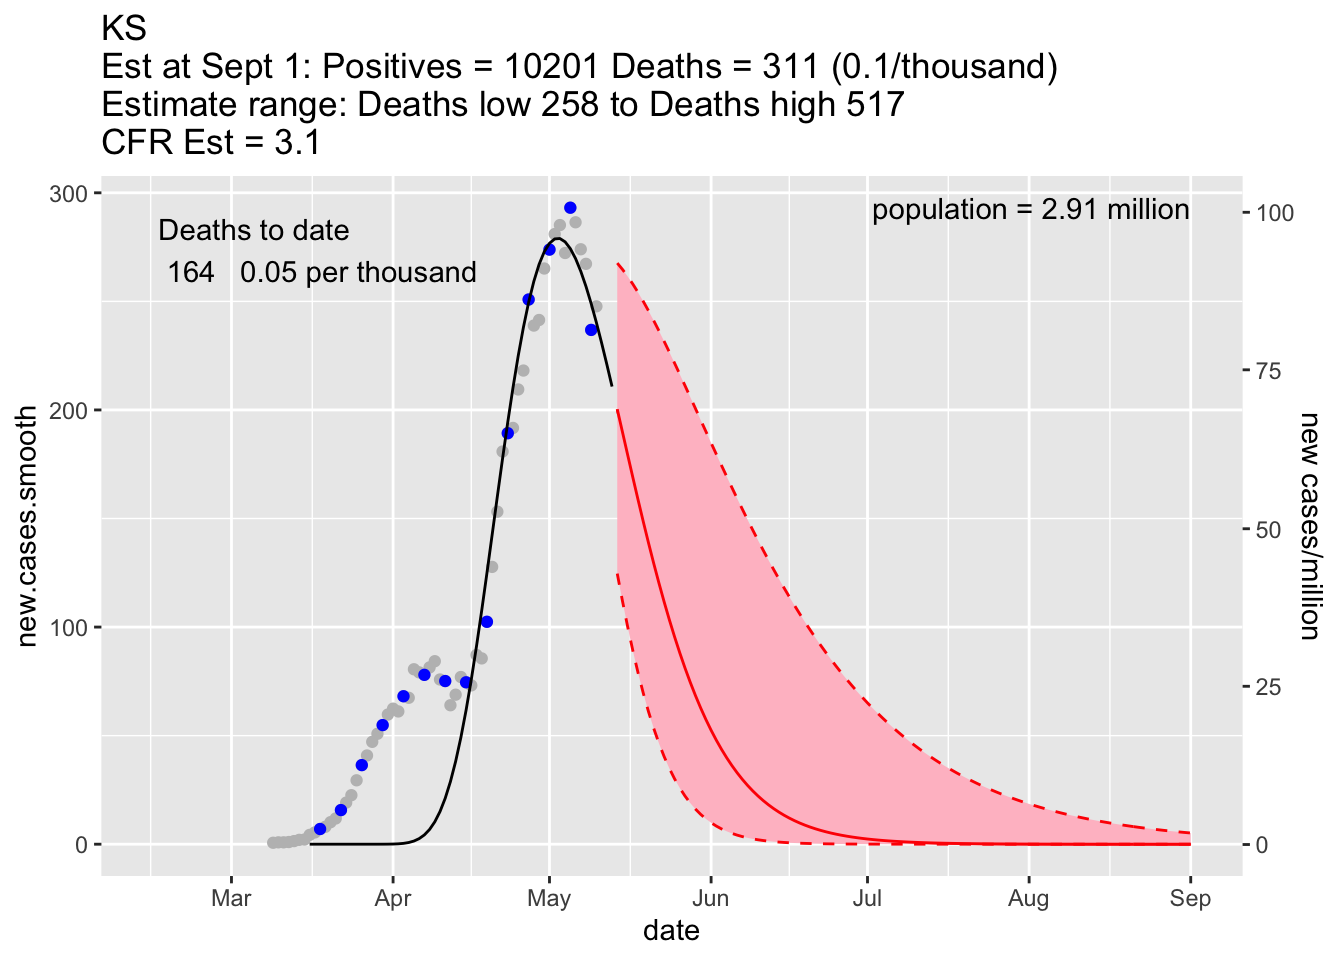 KS
Est at Sept 1: Positives = 10201 Deaths = 311 (0.1/thousand)
Estimate range: Deaths low 258 to Deaths high 517
CFR Est = 3.1
Deaths to date
164 0.05 per thousand
population = 2.91 million
new.cases.smooth
300
200
100
0
100
75
50
25
0
new cases/million
Mar Apr May Jun Jul Aug Sep
date